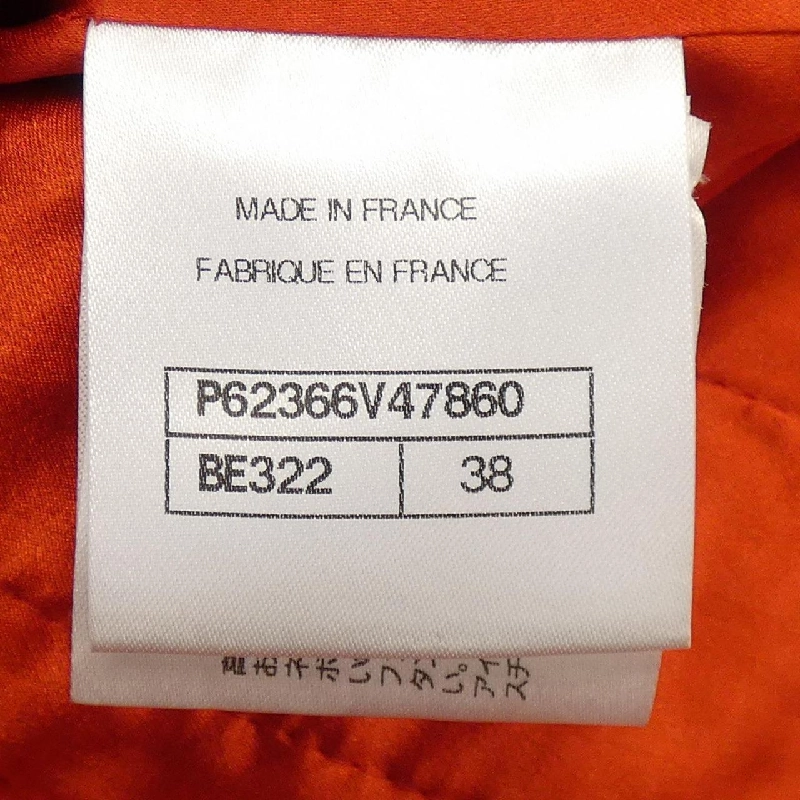 MADE IN FRANCE
FABRIQUE EN FRANCE
P62366V47860
BE322 38